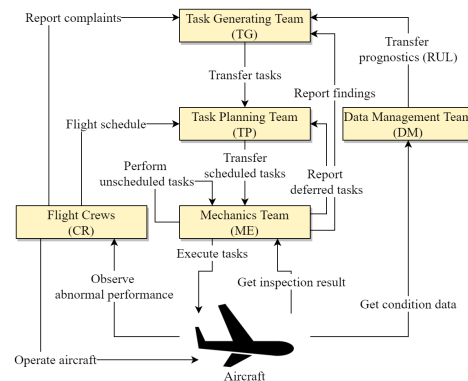 Report complaints
Task Generating Team
(TG)
Transfer
prognostics (RUL)
Transfer tasks
Report findings
Flight schedule
Task Planning Team
(TP)
Data Management Team
(DM)
Perform
unscheduled tasks
Transfer
scheduled tasks
Report
deferred tasks
Flight Crews
(CR)
Mechanics Team
(ME)
Execute tasks
Observe
abnormal performance
Get inspection result
Get condition data
Operate aircraft
Aircraft